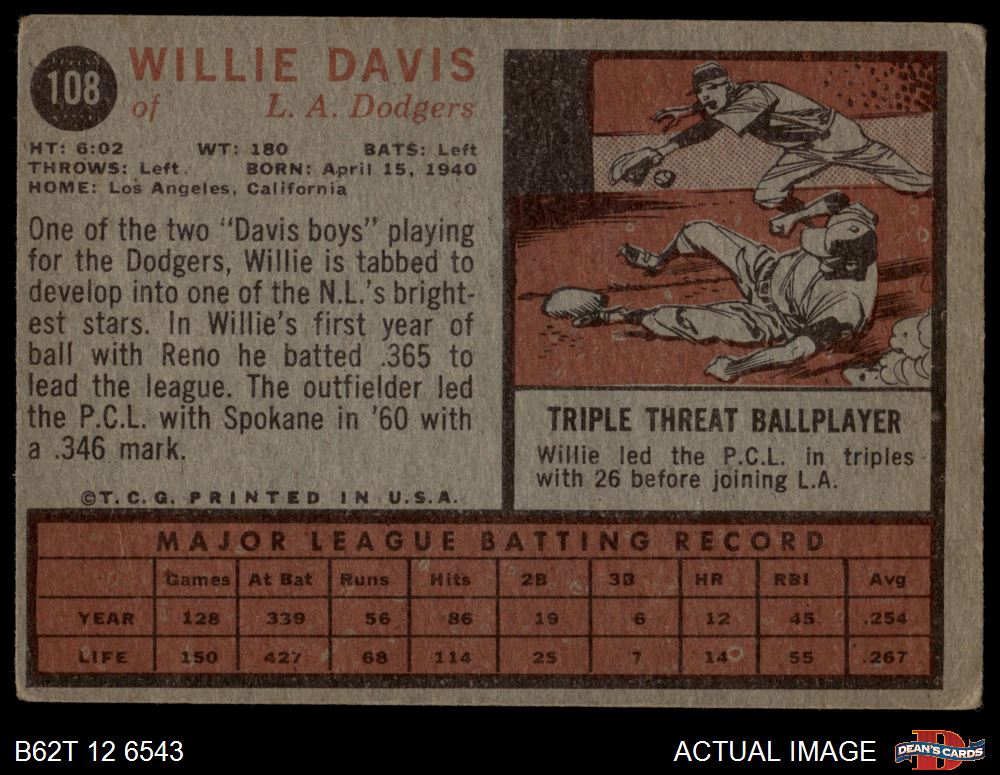 108
WILLIE DAVIS
of L. A. Dodgers
HT: 6:02 WT: 180 BATS: Left
THROWS: Left BORN: April 15, 1940
HOME: Los Angeles, California
One of the two "Davis boys" playing
for the Dodgers, Willie is tabbed to
develop into one of the N.L.'s bright-
est stars. In Willie's first year of
ball with Reno he batted .365 to
lead the league. The outfielder led
the P.C.L. with Spokane in '60 with
a .346 mark.
©T.C.G. PRINTED IN U.S.A.
TRIPLE THREAT BALLPLAYER
Willie led the P.C.L. in triples
with 26 before joining L.A.
MAJOR LEAGUE BATTING RECORD
Games At Bat Runs Hits 2B 3B HR RBI Avg
YEAR 128 339 56 86 19 6 12 45 .254
LIFE 150 427 68 114 25 7 14 55 .267
B62T 12 6543
ACTUAL IMAGE
D
DEAN'S CARDS